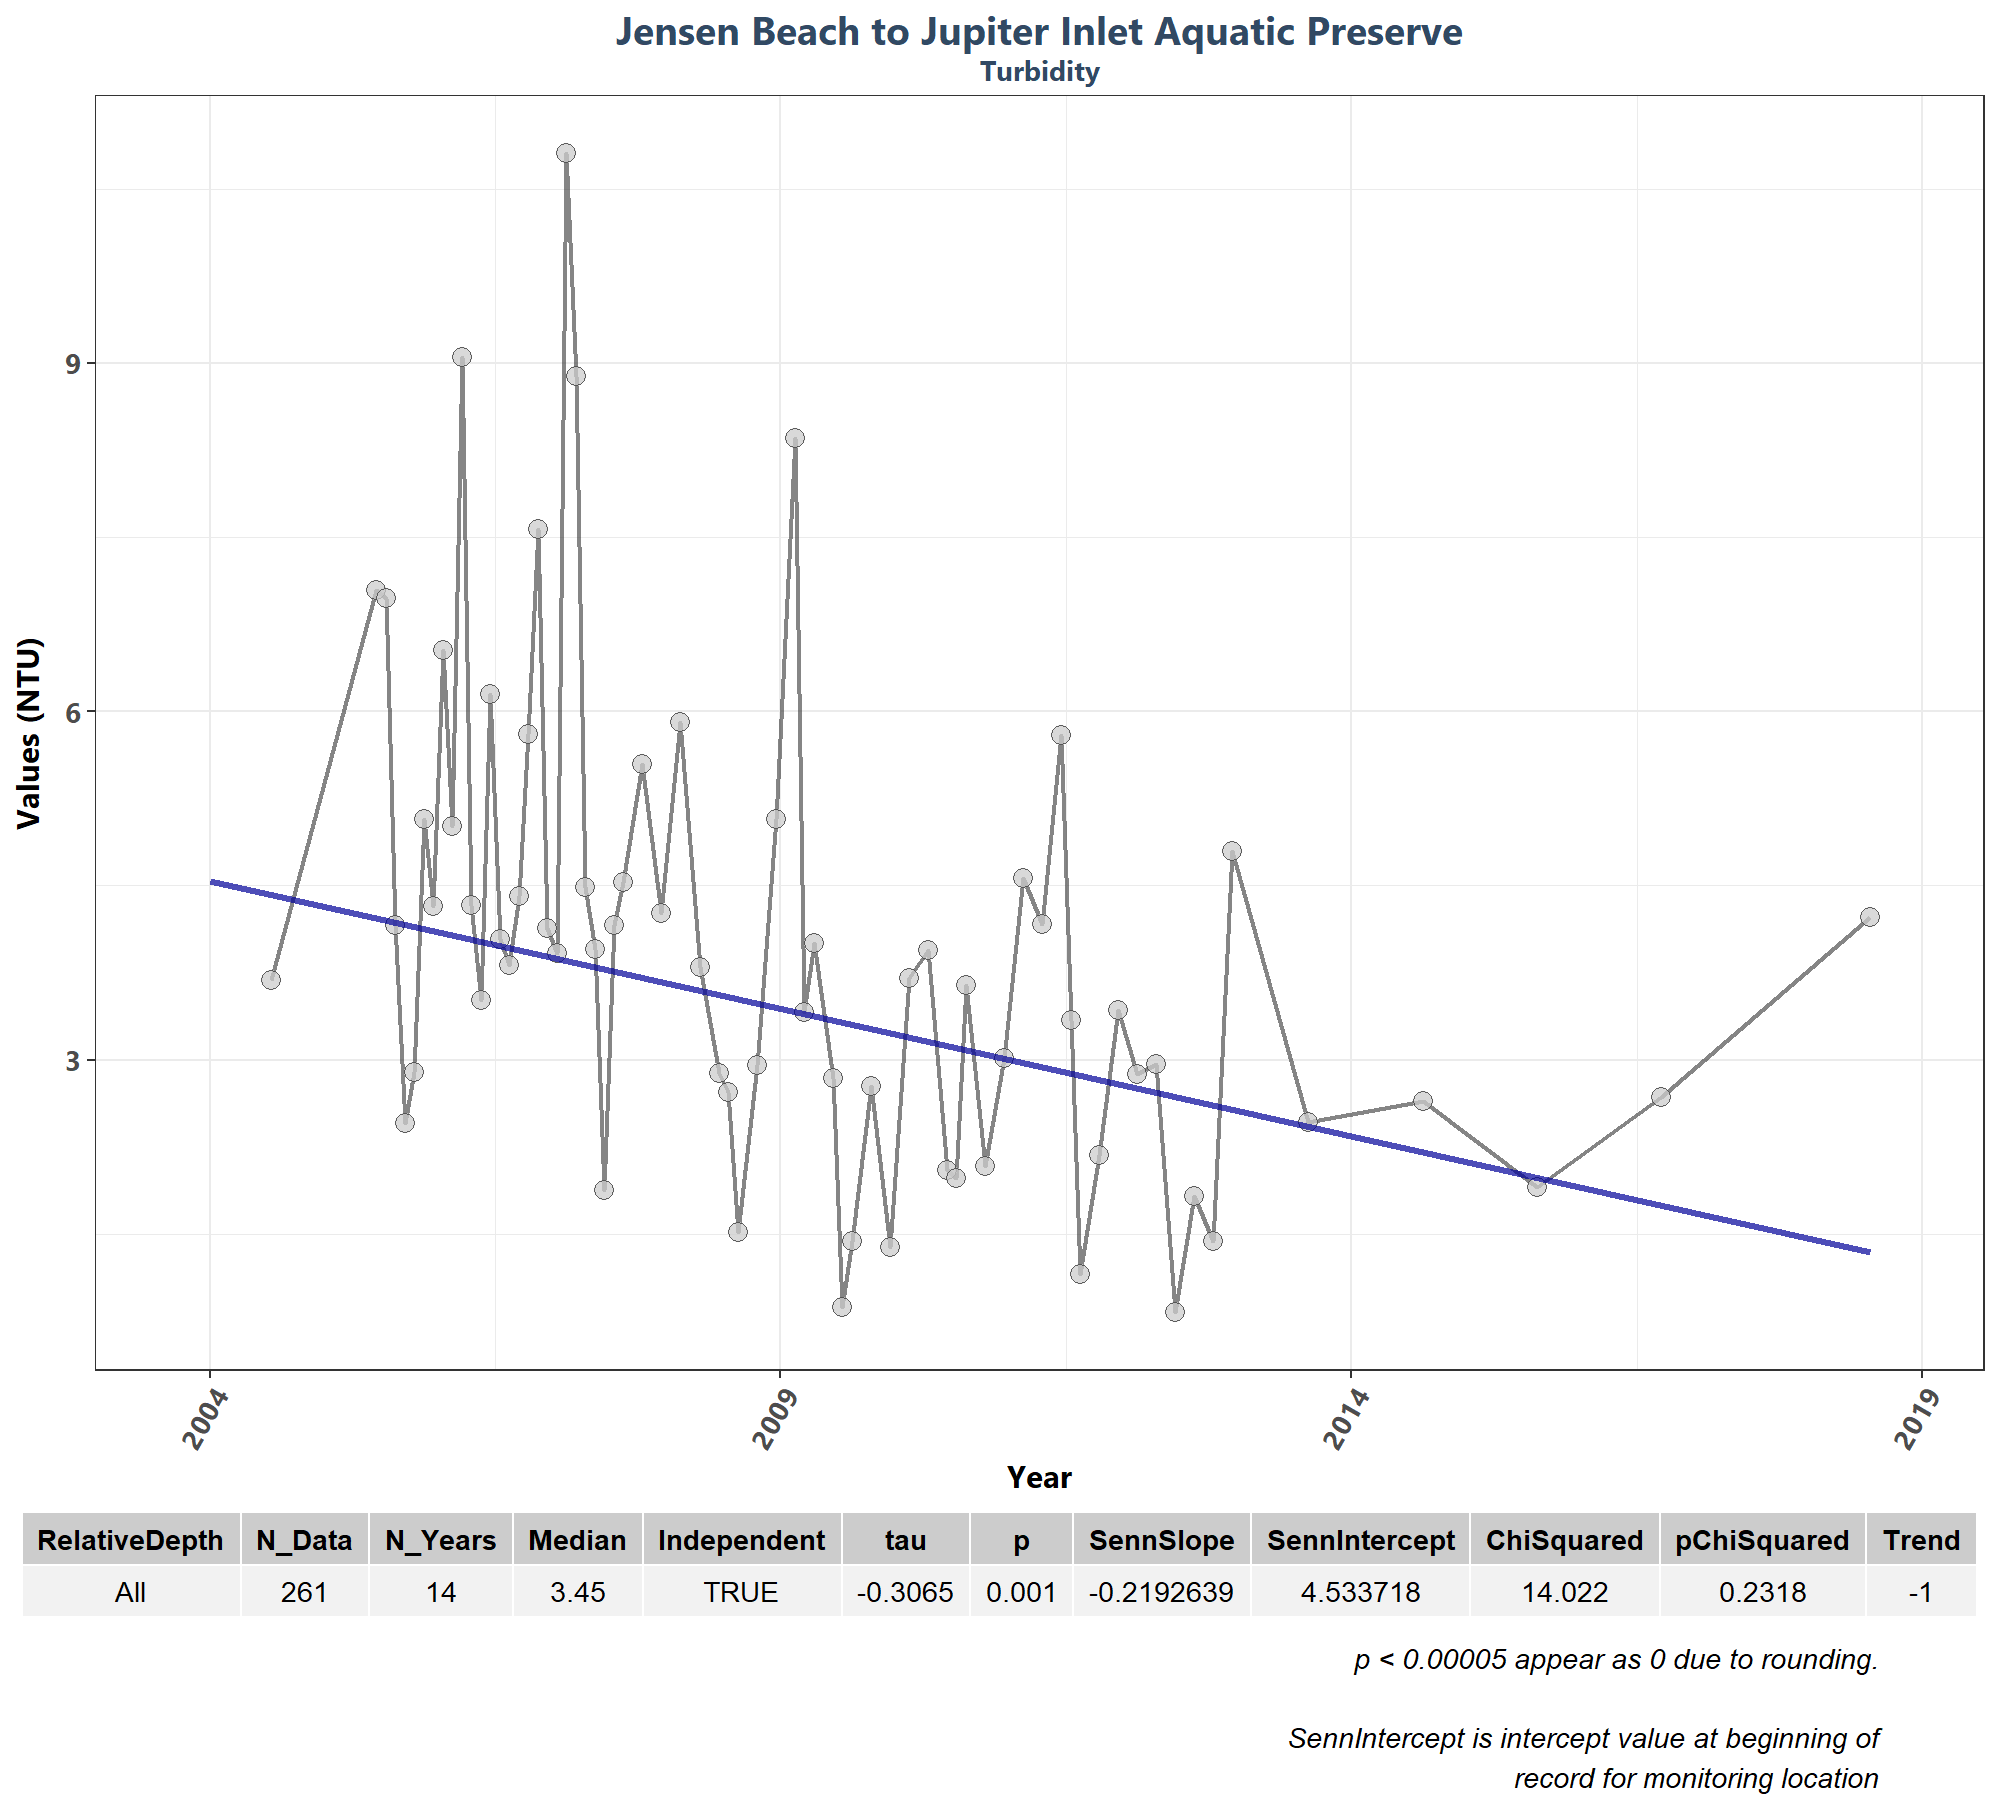 Jensen Beach to Jupiter Inlet Aquatic Preserve
Turbidity
Values (NTU)
9
6
3
2004
2009
2014
2019
Year
RelativeDepth N_Data N_Years Median Independent tau p SennSlope SennIntercept ChiSquared pChiSquared Trend
All 261 14 3.45 TRUE -0.3065 0.001 -0.2192639 4.533718 14.022 0.2318 -1
p < 0.00005 appear as 0 due to rounding.
SennIntercept is intercept value at beginning of
record for monitoring location